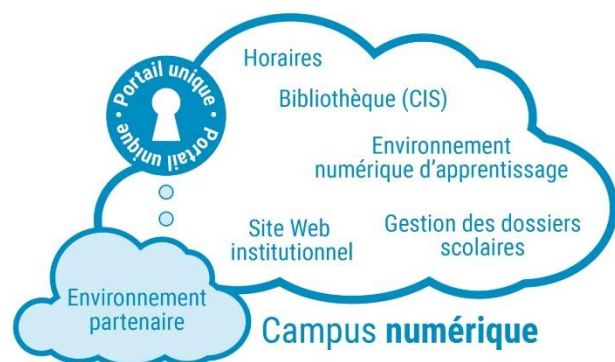 Portail unique • Portail unique •
Horaires
Bibliothèque (CIS)
Environnement
numérique d'apprentissage
Site Web
institutionnel
Gestion des dossiers
scolaires
Environnement
partenaire
Campus numérique